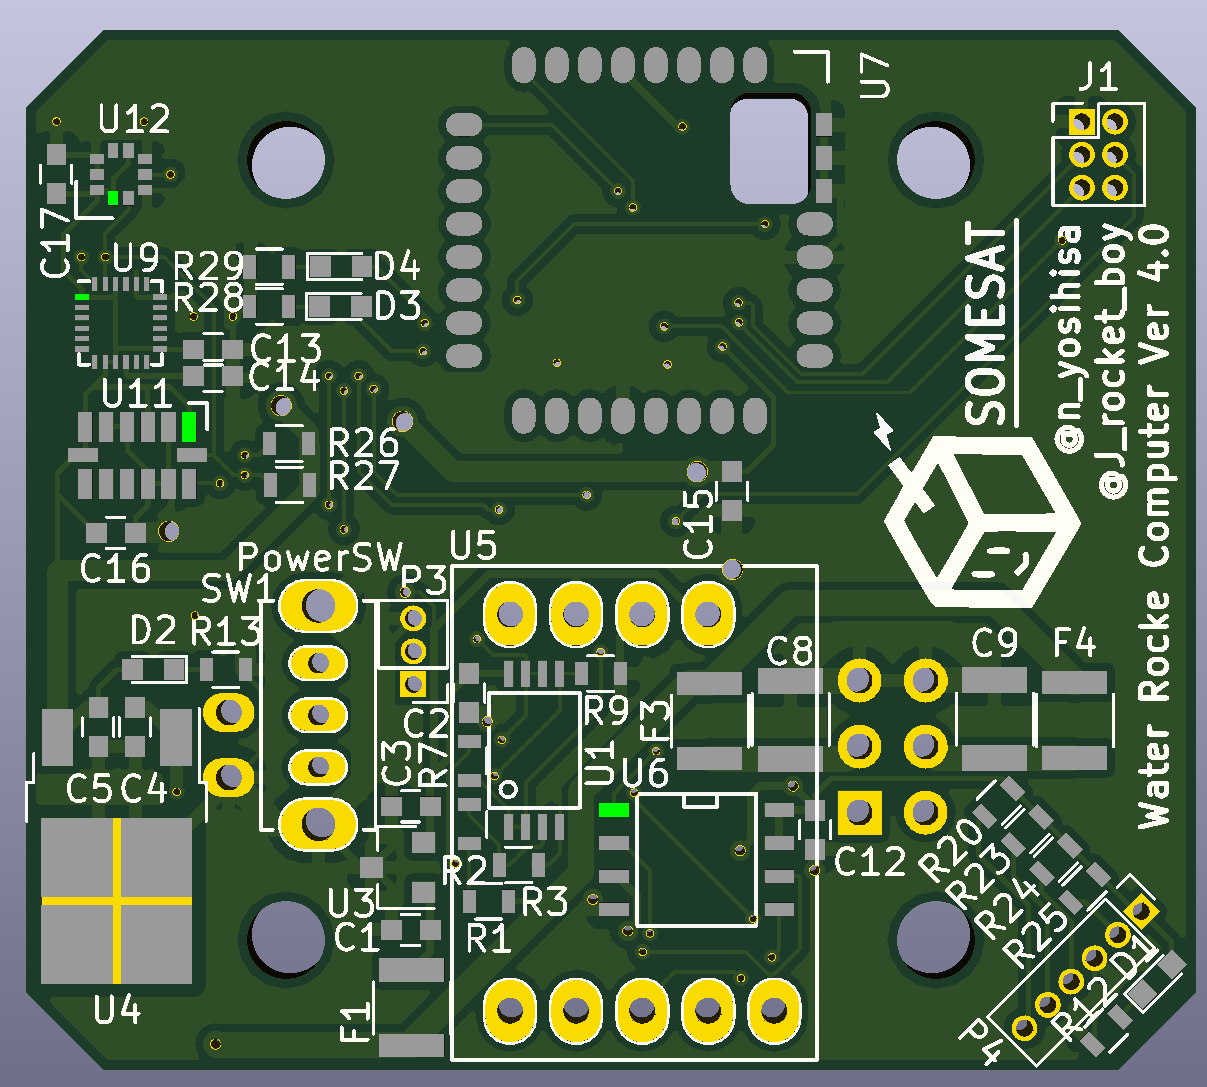 U7
J1
U12
C17
U9
R29
D4
R28
D3
C13
C14
U11
R26
R27
C15
C16
SOMESAT
@n_yosihisa
@J_rocket_boy
Water Rocke Computer Ver 4.0
PowerSW
SW1
P3
U5
D2
R13
C2
C3
R7
R9
U1
U6
F3
C8
C9
F4
C5
C4
C12
R20
R23
R24
R25
R2
R3
R1
U3
C1
U4
F1
D1
R12
P4